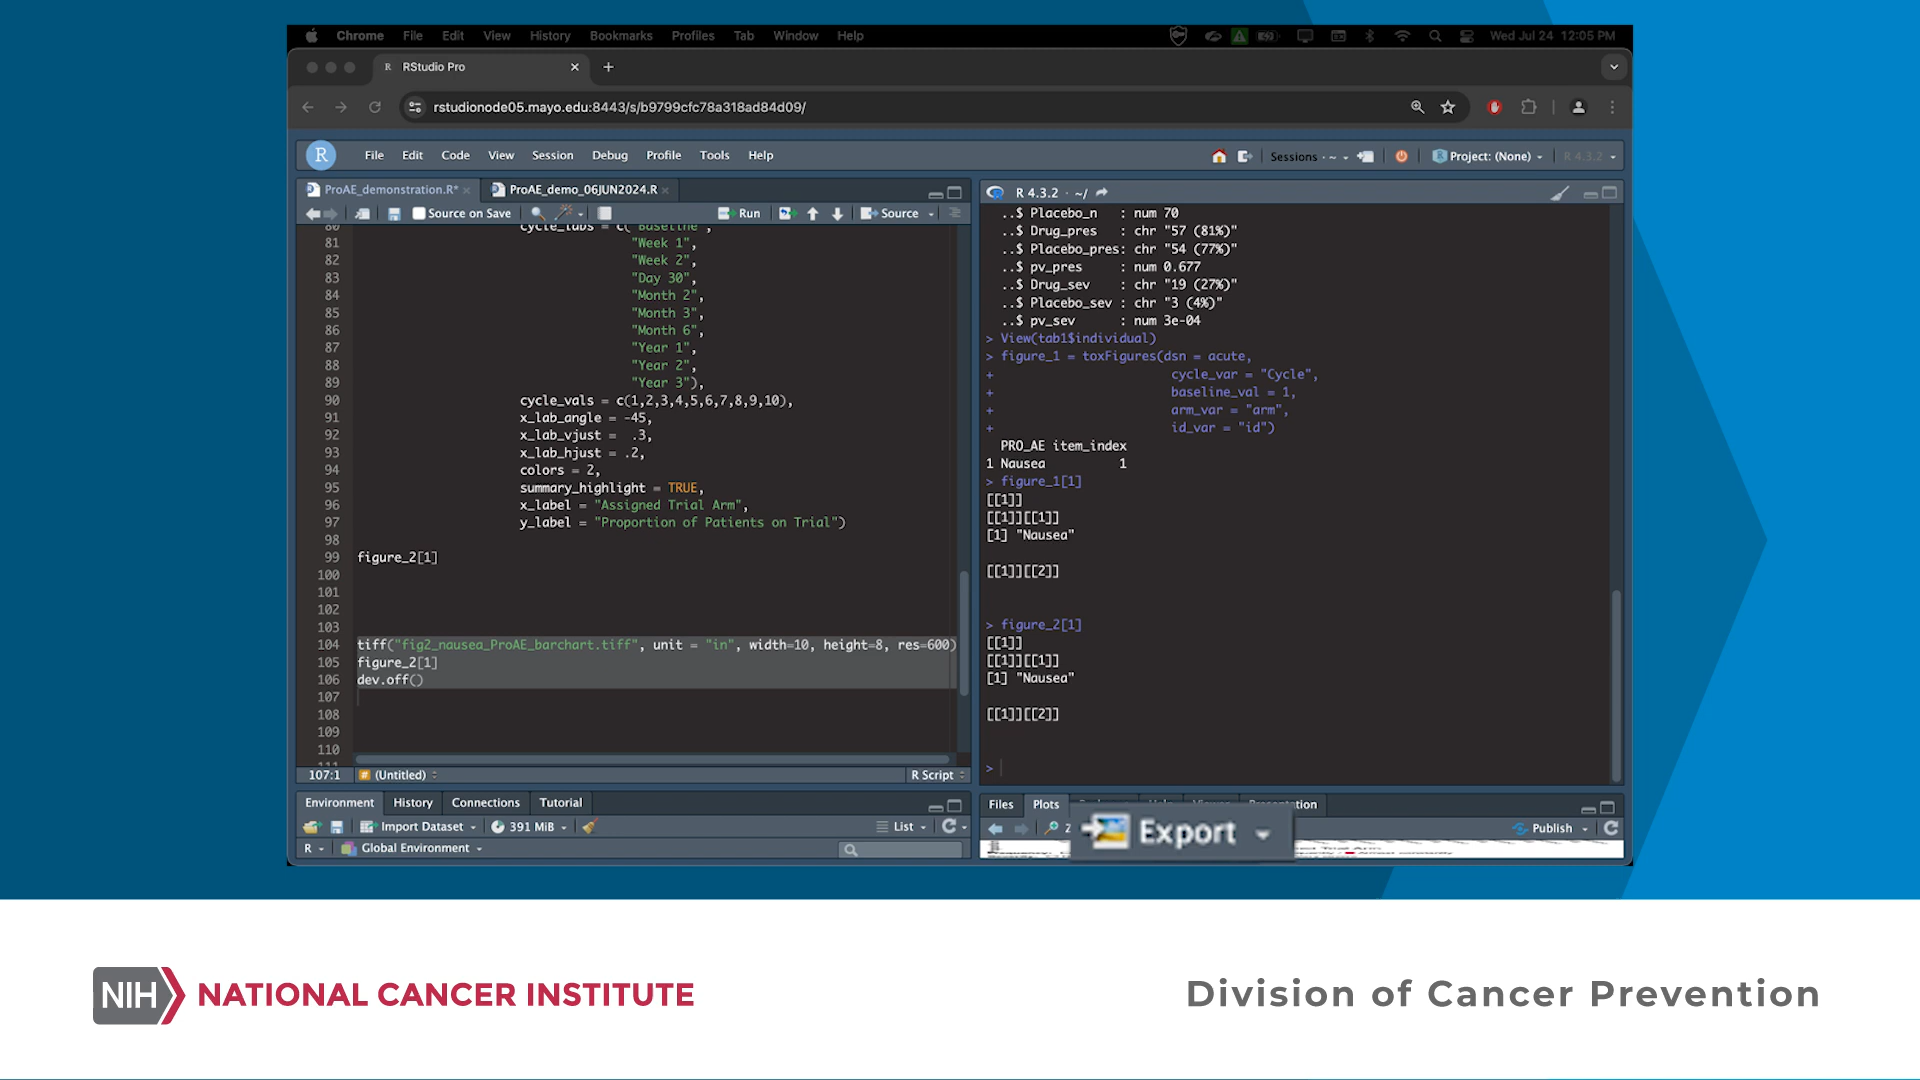 Chrome File Edit View History Bookmarks Profiles Tab Window Help Wed Jul 24 12:05 PM
R RStudio Pro
rstudionode05.mayo.edu:8443/s/b9799cfc78a318ad84d09/
R File Edit Code View Session Debug Profile Tools Help Sessions Project: (None) R 4.3.2
ProAE_demonstration.R* ProAE_demo_06JUN2024.R
Source on Save Run Source
80 cycle_labs = c("Baseline",
81 "Week 1",
82 "Week 2",
83 "Day 30",
84 "Month 2",
85 "Month 3",
86 "Month 6",
87 "Year 1",
88 "Year 2",
89 "Year 3"),
90 cycle_vals = c(1,2,3,4,5,6,7,8,9,10),
91 x_lab_angle = -45,
92 x_lab_vjust = .3,
93 x_lab_hjust = .2,
94 colors = 2,
95 summary_highlight = TRUE,
96 x_label = "Assigned Trial Arm",
97 y_label = "Proportion of Patients on Trial")
98
99 figure_2[1]
100
101
102
103
104 tiff("fig2_nausea_ProAE_barchart.tiff", unit = "in", width=10, height=8, res=600)
105 figure_2[1]
106 dev.off()
107
108
109
110
111
107:1 # (Untitled) R Script
Environment History Connections Tutorial
Import Dataset 391 MiB List
R Global Environment
R 4.3.2 · ~/
..$ Placebo_n : num 70
..$ Drug_pres : chr "57 (81%)"
..$ Placebo_pres: chr "54 (77%)"
..$ pv_pres : num 0.677
..$ Drug_sev : chr "19 (27%)"
..$ Placebo_sev : chr "3 (4%)"
..$ pv_sev : num 3e-04
> View(tab1$individual)
> figure_1 = toxFigures(dsn = acute,
+ cycle_var = "Cycle",
+ baseline_val = 1,
+ arm_var = "arm",
+ id_var = "id")
PRO_AE item_index
1 Nausea 1
> figure_1[1]
[[1]]
[[1]][[1]]
[1] "Nausea"
[[1]][[2]]
> figure_2[1]
[[1]]
[[1]][[1]]
[1] "Nausea"
[[1]][[2]]
>
Files Plots Presentation
Export Publish
NIH NATIONAL CANCER INSTITUTE
Division of Cancer Prevention